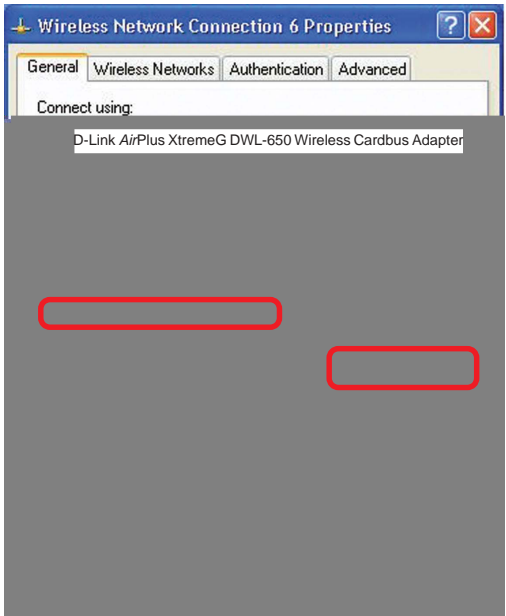 Wireless Network Connection 6 Properties
General Wireless Networks Authentication Advanced
Connect using:
D-Link AirPlus XtremeG DWL-650 Wireless Cardbus Adapter